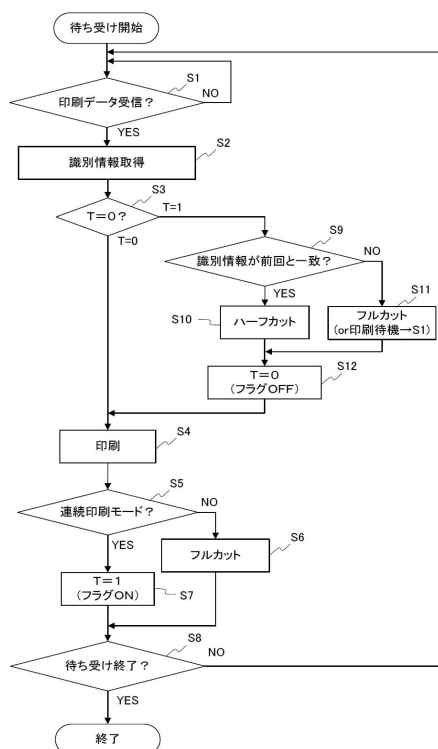 待ち受け開始
S1
印刷データ受信？
NO
YES
S2
識別情報取得
S3
T＝0？
T=1
T=0
S9
識別情報が前回と一致？
NO
YES
S11
S10
ハーフカット
フルカット
(or印刷待機→S1)
T＝0
(フラグOFF)
S12
印刷
S4
S5
連続印刷モード？
NO
YES
フルカット
S6
T＝1
(フラグON)
S7
S8
待ち受け終了？
NO
YES
終了